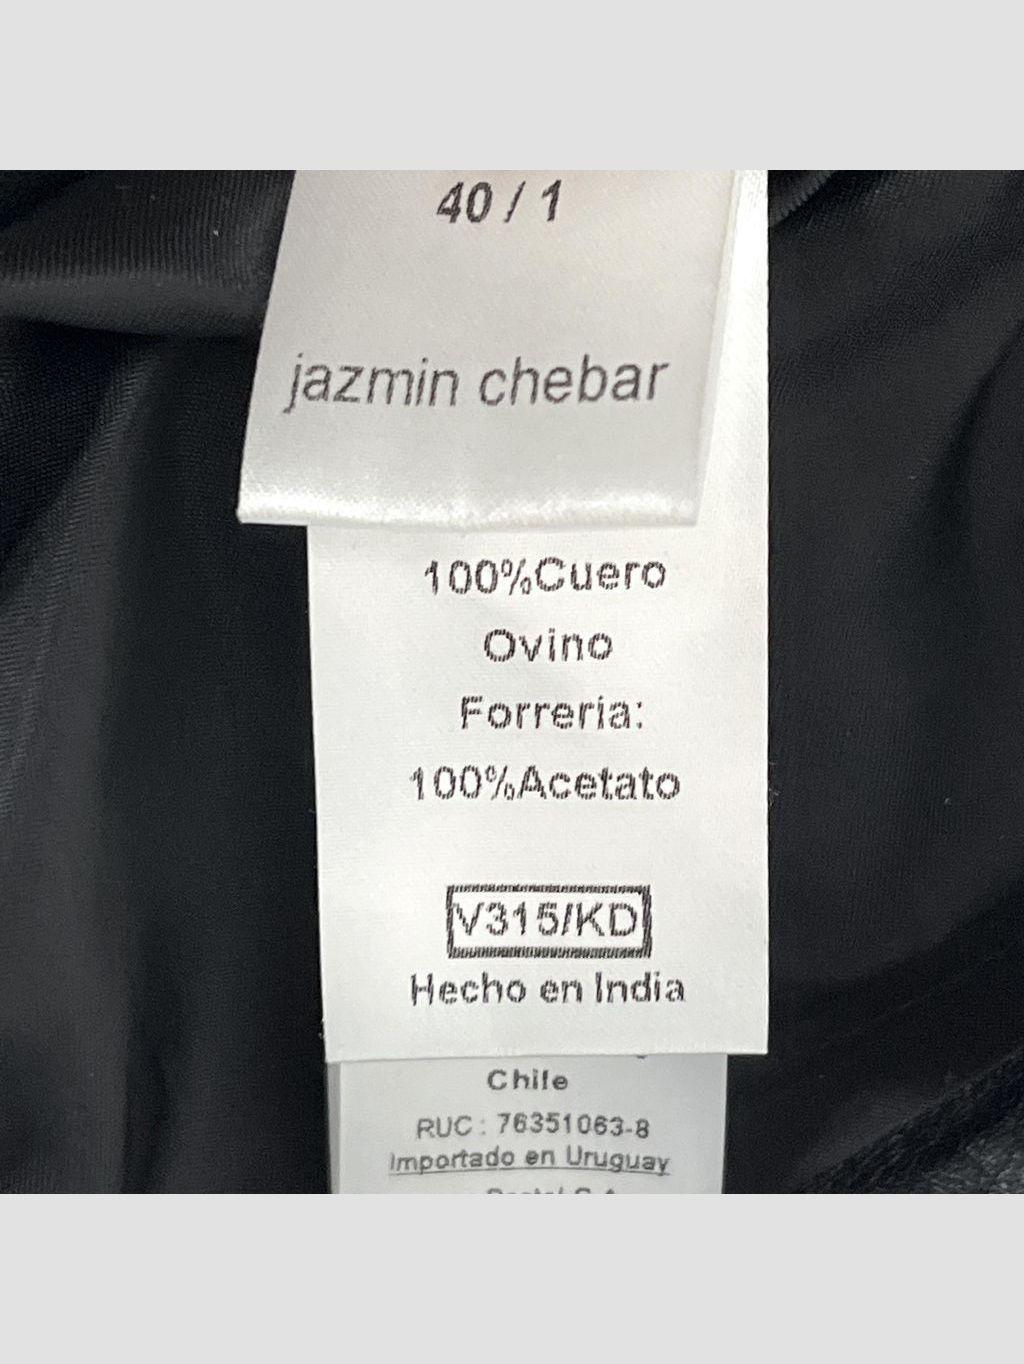 40 / 1
jazmin chebar
100%Cuero
Ovino
Forreria:
100%Acetato
V315/KD
Hecho en India
Chile
RUC : 76351063-8
Importado en Uruguay